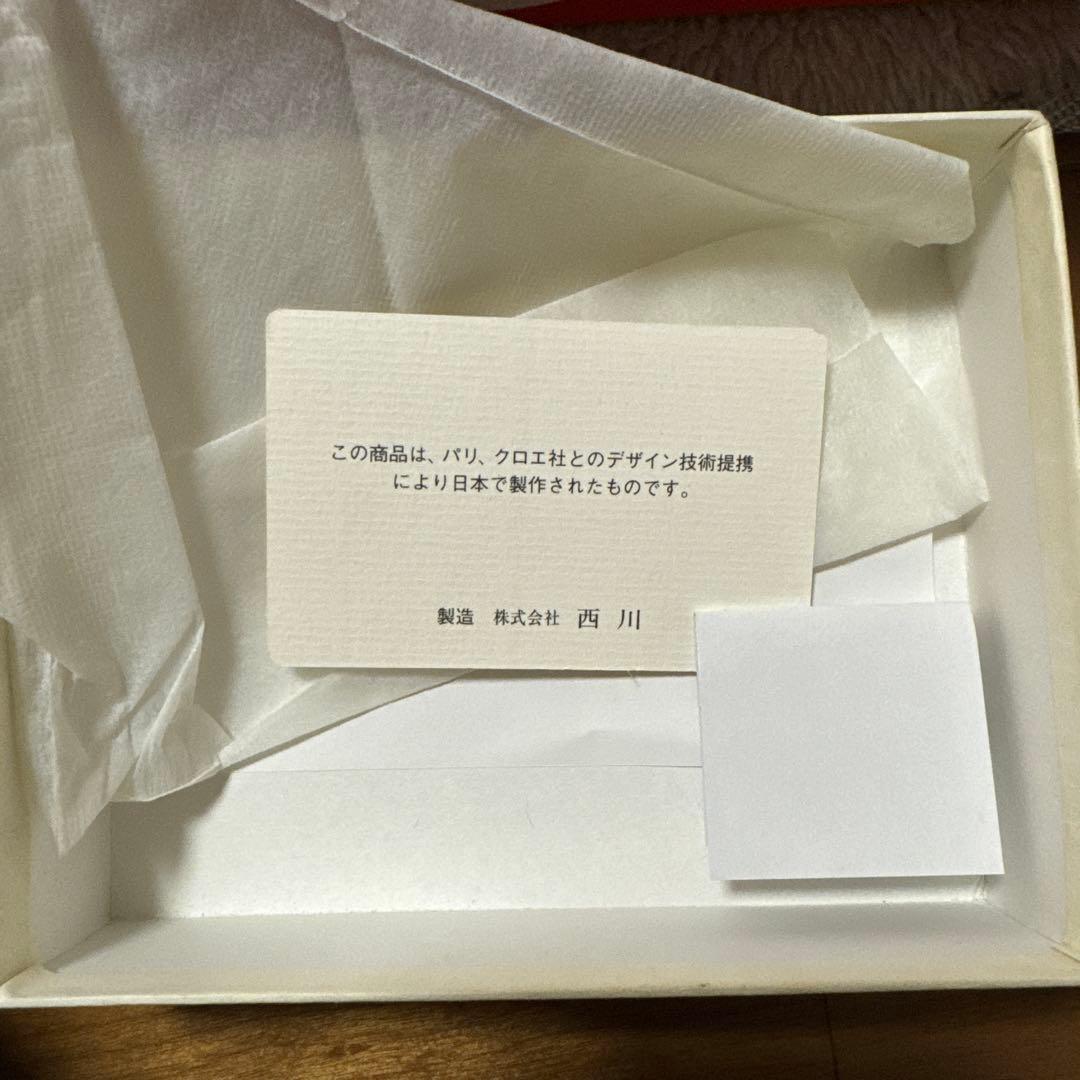 この商品は、パリ、クロエ社とのデザイン技術提携
により日本で製作されたものです。
製造 株式会社 西川